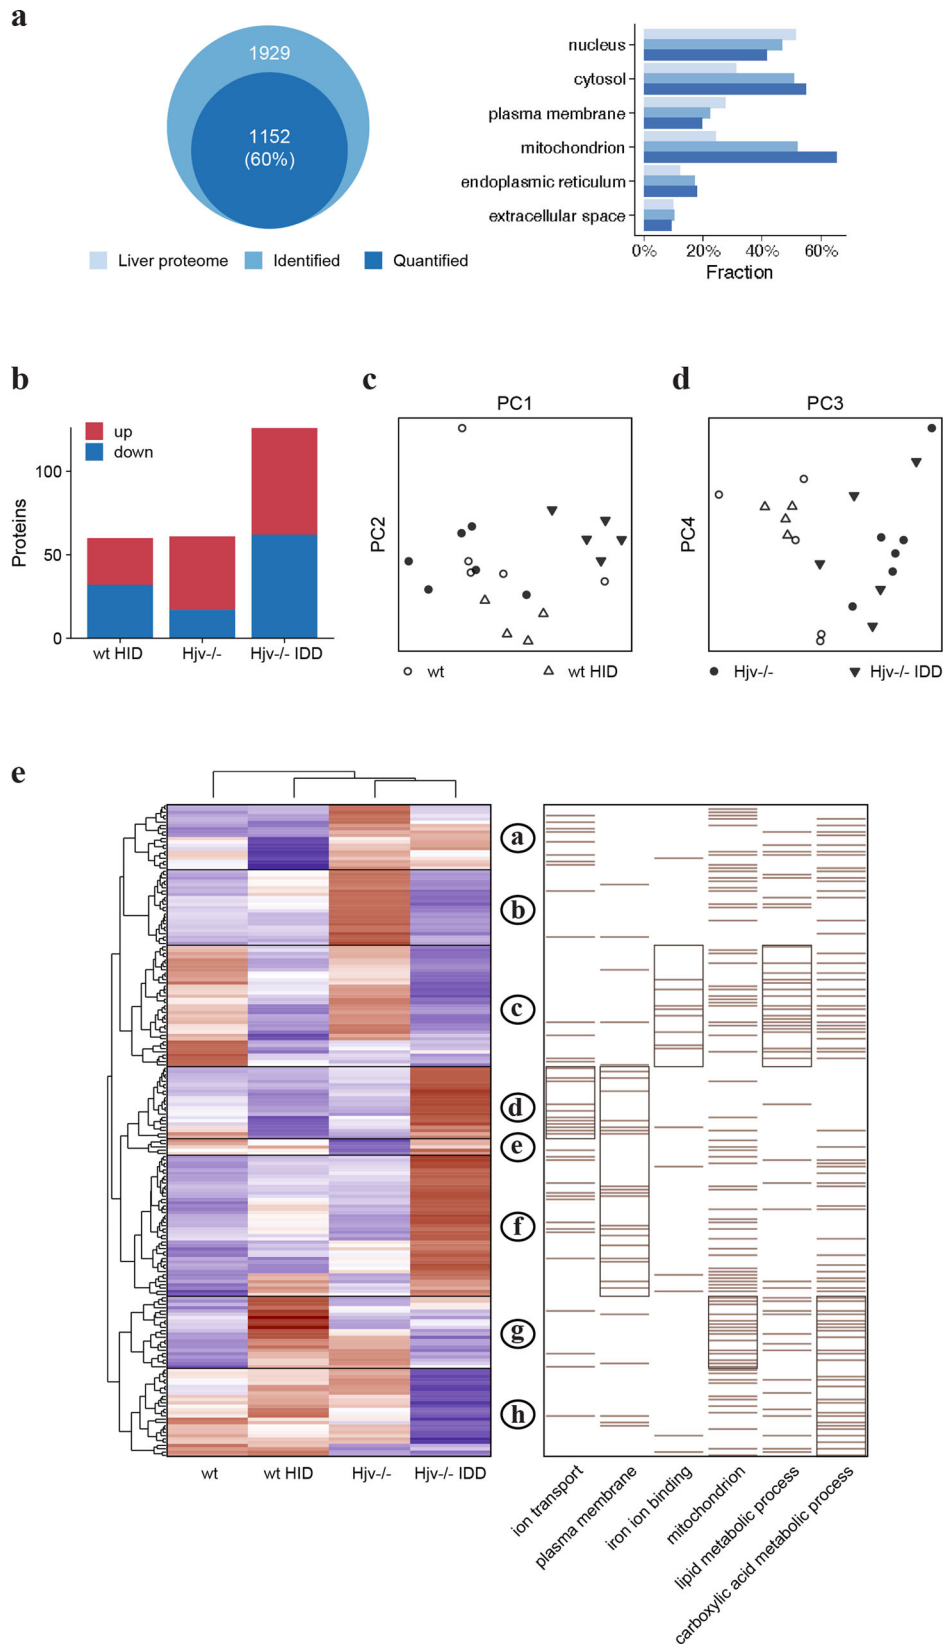 a
1929
1152
(60%)
Liver proteome
Identified
Quantified
nucleus
cytosol
plasma membrane
mitochondrion
endoplasmic reticulum
extracellular space
0% 20% 40% 60%
Fraction
b
up
down
Proteins
100
50
0
wt HID Hjv-/- Hjv-/- IDD
c
PC1
PC2
wt wt HID
d
PC3
PC4
Hjv-/- Hjv-/- IDD
e
a
b
c
d
e
f
g
h
wt wt HID Hjv-/- Hjv-/- IDD
ion transport
plasma membrane
iron ion binding
mitochondrion
lipid metabolic process
carboxylic acid metabolic process